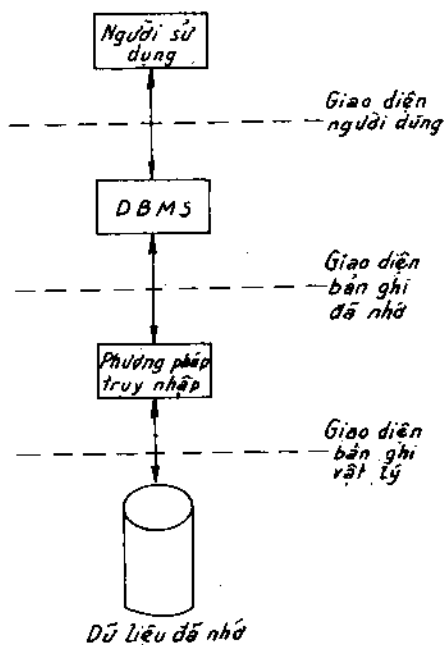 Người sử
dụng
Giao diện
người dùng
DBMS
Giao diện
bản ghi
đã nhớ
Phương pháp
truy nhập
Giao diện
bản ghi
vật lý
Dữ liệu đã nhớ